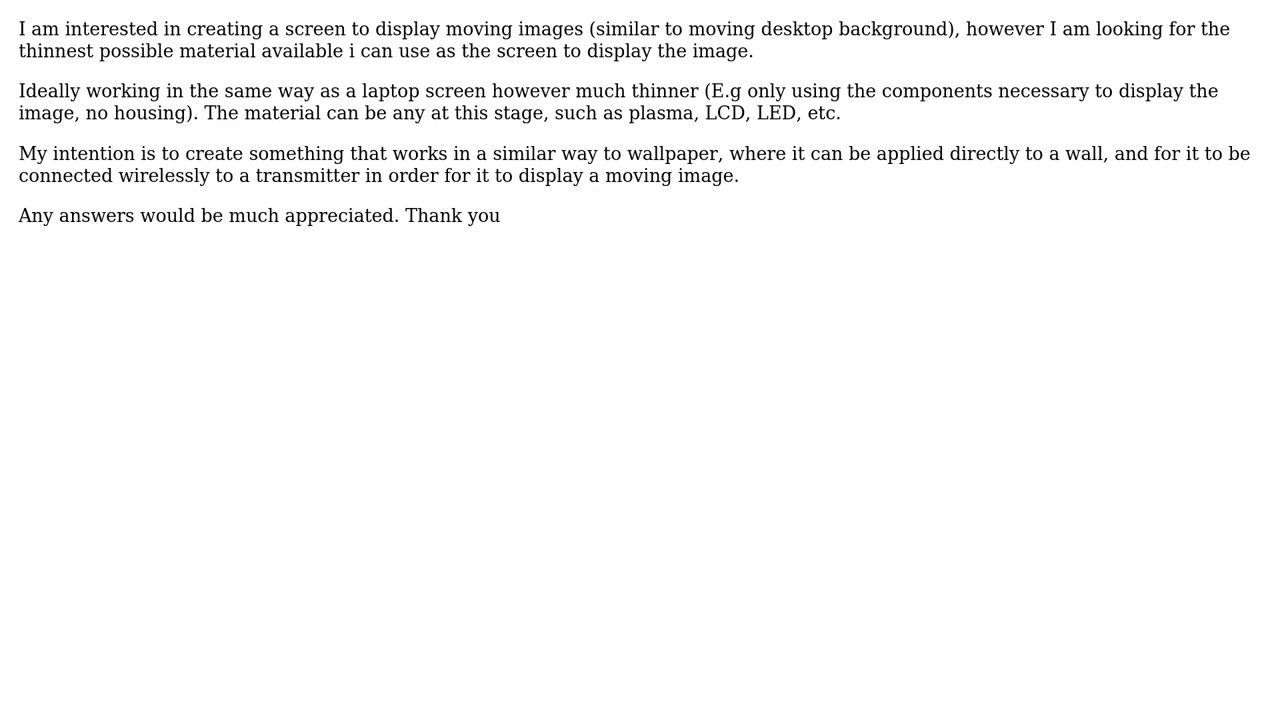 I am interested in creating a screen to display moving images (similar to moving desktop background), however I am looking for the
thinnest possible material available i can use as the screen to display the image.
Ideally working in the same way as a laptop screen however much thinner (E.g only using the components necessary to display the
image, no housing). The material can be any at this stage, such as plasma, LCD, LED, etc.
My intention is to create something that works in a similar way to wallpaper, where it can be applied directly to a wall, and for it to be
connected wirelessly to a transmitter in order for it to display a moving image.
Any answers would be much appreciated. Thank you